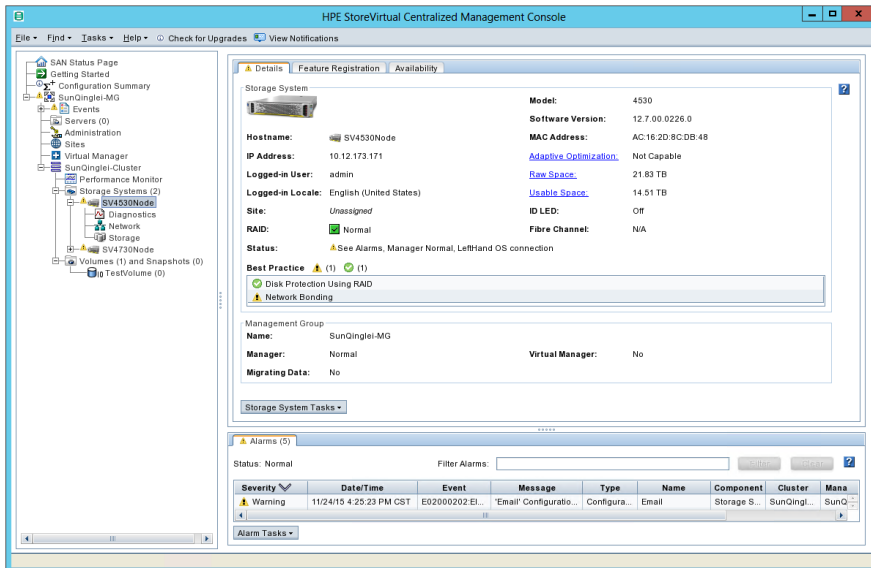 HPE StoreVirtual Centralized Management Console
File Find Tasks Help Check for Upgrades View Notifications
SAN Status Page
Getting Started
Configuration Summary
SunQinglei-MG
Events
Servers (0)
Administration
Sites
Virtual Manager
SunQinglei-Cluster
Performance Monitor
Storage Systems (2)
SV4530Node
Diagnostics
Network
Storage
SV4730Node
Volumes (1) and Snapshots (0)
TestVolume (0)
Details Feature Registration Availability
Storage System
Model: 4530
Software Version: 12.7.00.0226.0
Hostname: SV4530Node MAC Address: AC:16:2D:8C:DB:48
IP Address: 10.12.173.171 Adaptive Optimization: Not Capable
Logged-in User: admin Raw Space: 21.83 TB
Logged-in Locale: English (United States) Usable Space: 14.51 TB
Site: Unassigned ID LED: Off
RAID: Normal Fibre Channel: N/A
Status: See Alarms, Manager Normal, LeftHand OS connection
Best Practice (1) (1)
Disk Protection Using RAID
Network Bonding
Management Group
Name: SunQinglei-MG
Manager: Normal Virtual Manager: No
Migrating Data: No
Storage System Tasks
Alarms (5)
Status: Normal Filter Alarms: Filter
Severity Date/Time Event Message Type Name Component Cluster Mana
Warning 11/24/15 4:25:23 PM CST E02000202:El... 'Email' Configuratio... Configura... Email Storage S... SunQingl... SunQ
Alarm Tasks